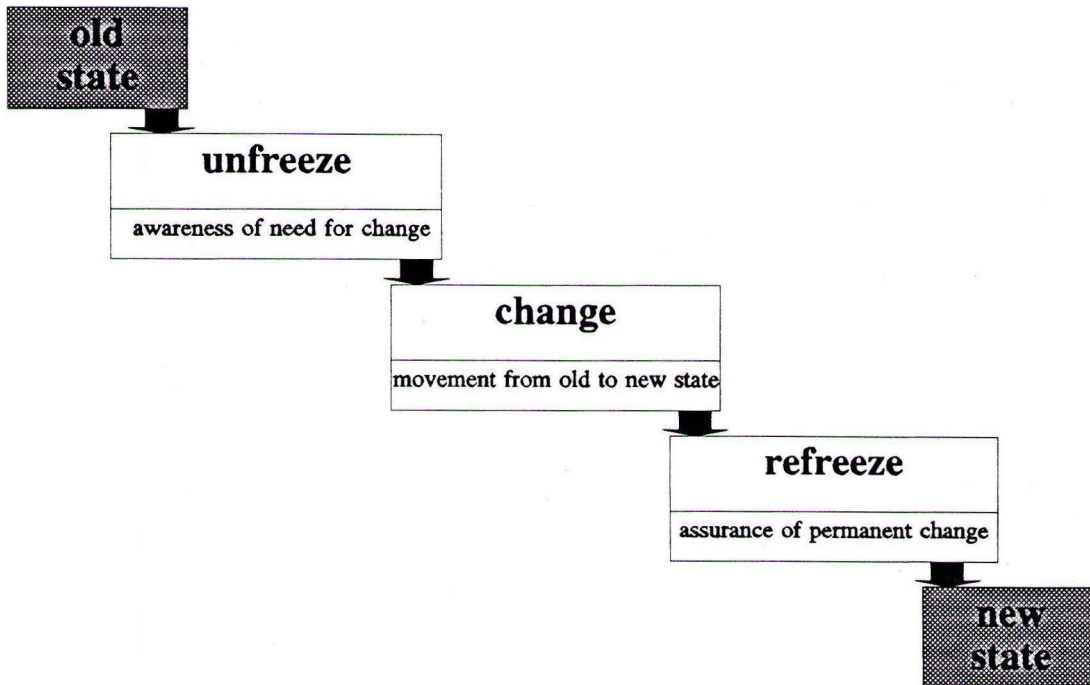 old
state
unfreeze
awareness of need for change
change
movement from old to new state
refreeze
assurance of permanent change
new
state